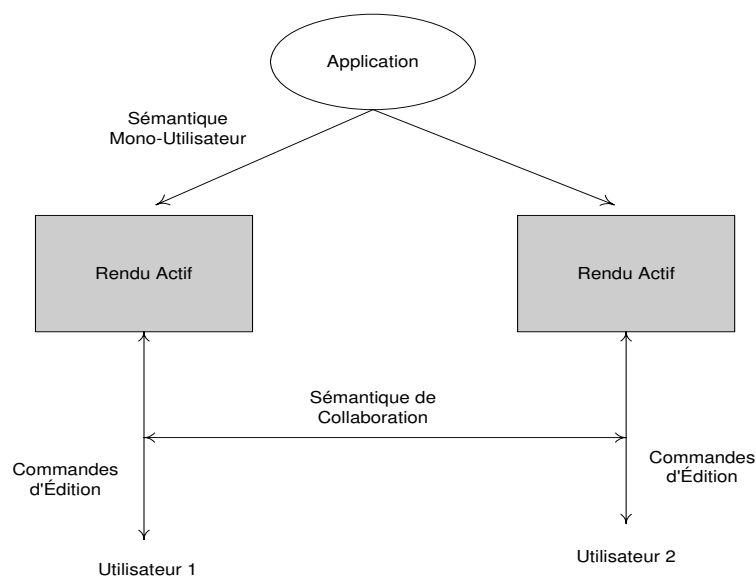 Application
Sémantique
Mono-Utilisateur
Rendu Actif
Rendu Actif
Sémantique de
Collaboration
Commandes
d'Édition
Commandes
d'Édition
Utilisateur 1
Utilisateur 2